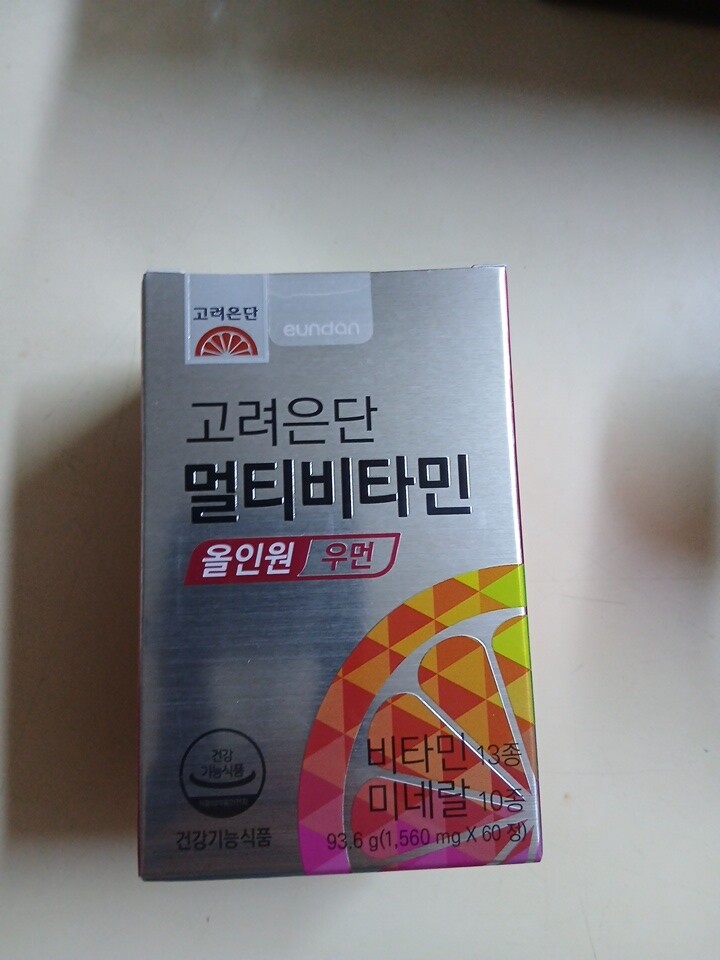 고려은단
eundan
고려은단
멀티비타민
올인원 우먼
비타민 13종
미네랄 10종
93.6 g(1,560 mg X 60 정)
건강
기능식품
건강기능식품